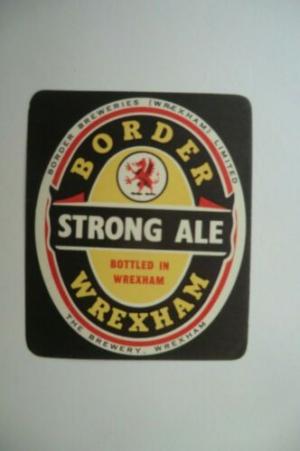 BORDER BREWERIES (WREXHAM) LIMITED
BORDER
STRONG ALE
BOTTLED IN
WREXHAM
WREXHAM
THE BREWERY, WREXHAM